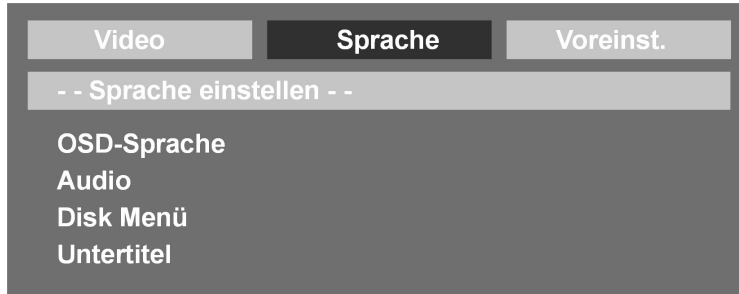 Video Sprache Voreinst.
- - Sprache einstellen - -
OSD-Sprache
Audio
Disk Menü
Untertitel